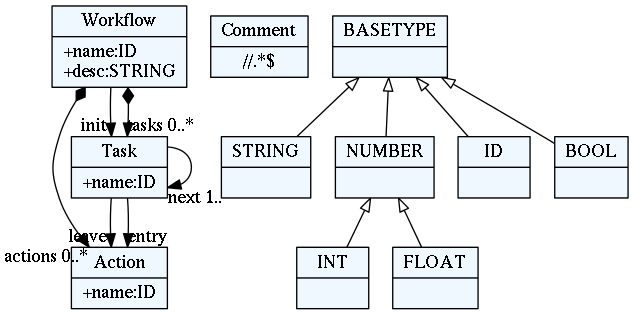 Workflow
+name:ID
+desc:STRING
Comment
//.*$
BASETYPE
init
tasks 0..*
Task
+name:ID
next 1..
STRING
NUMBER
ID
BOOL
leave
entry
actions 0..*
Action
+name:ID
INT
FLOAT